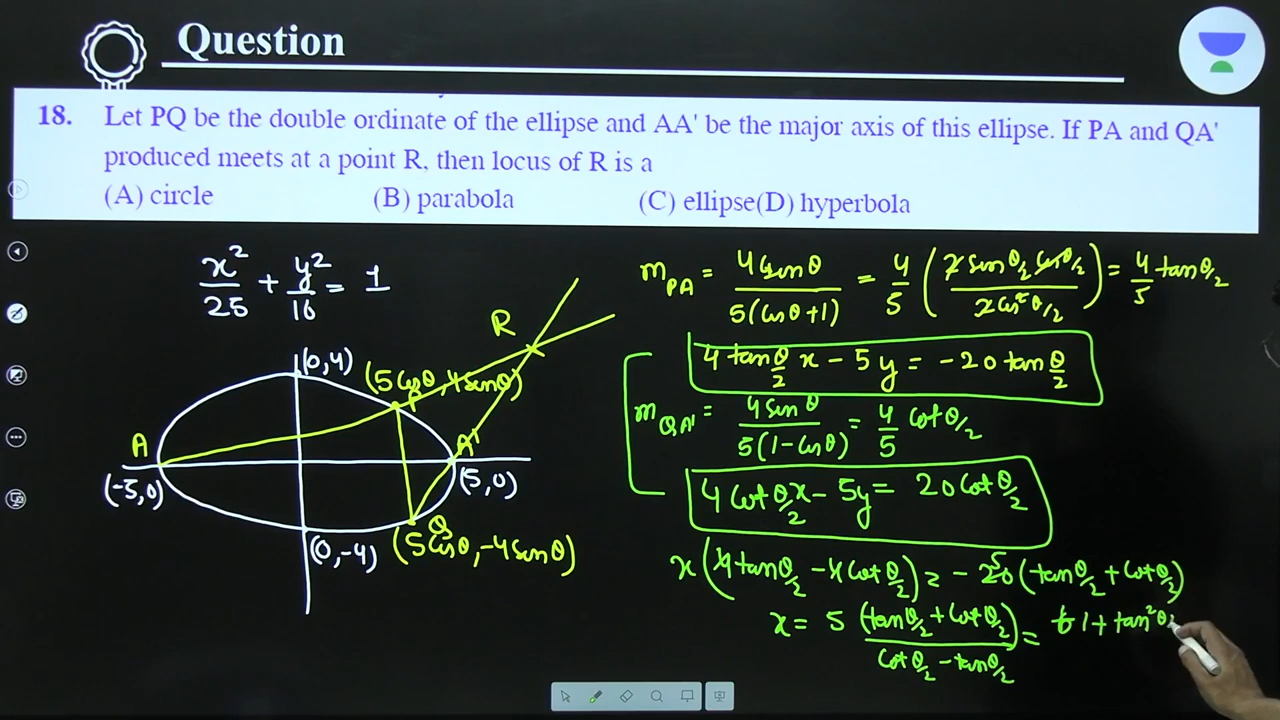 Question
18. Let PQ be the double ordinate of the ellipse and AA' be the major axis of this ellipse. If PA and QA'
produced meets at a point R, then locus of R is a
(A) circle (B) parabola (C) ellipse(D) hyperbola
x²/25 + y²/16 = 1
m_PA = 4sinθ / 5(cosθ+1) = 4/5 (2sinθ/2 cosθ/2 / 2cos²θ/2) = 4/5 tanθ/2
R
(0,4)
(5cosθ, 4sinθ)
4 tanθ/2 x − 5y = −20tanθ/2
m_QA' = 4sinθ / 5(1−cosθ) = 4/5 cotθ/2
A
A'
(-5,0)
(5,0)
4 cotθ/2 x − 5y = 20cotθ/2
Q
(0,-4)
(5cosθ, -4sinθ)
x(4tanθ/2 − 4cotθ/2) = −20 5 (tanθ/2 + cotθ/2)
x = 5 (tanθ/2 + cotθ/2) / cotθ/2 − tanθ/2 = 1 + tan²θ